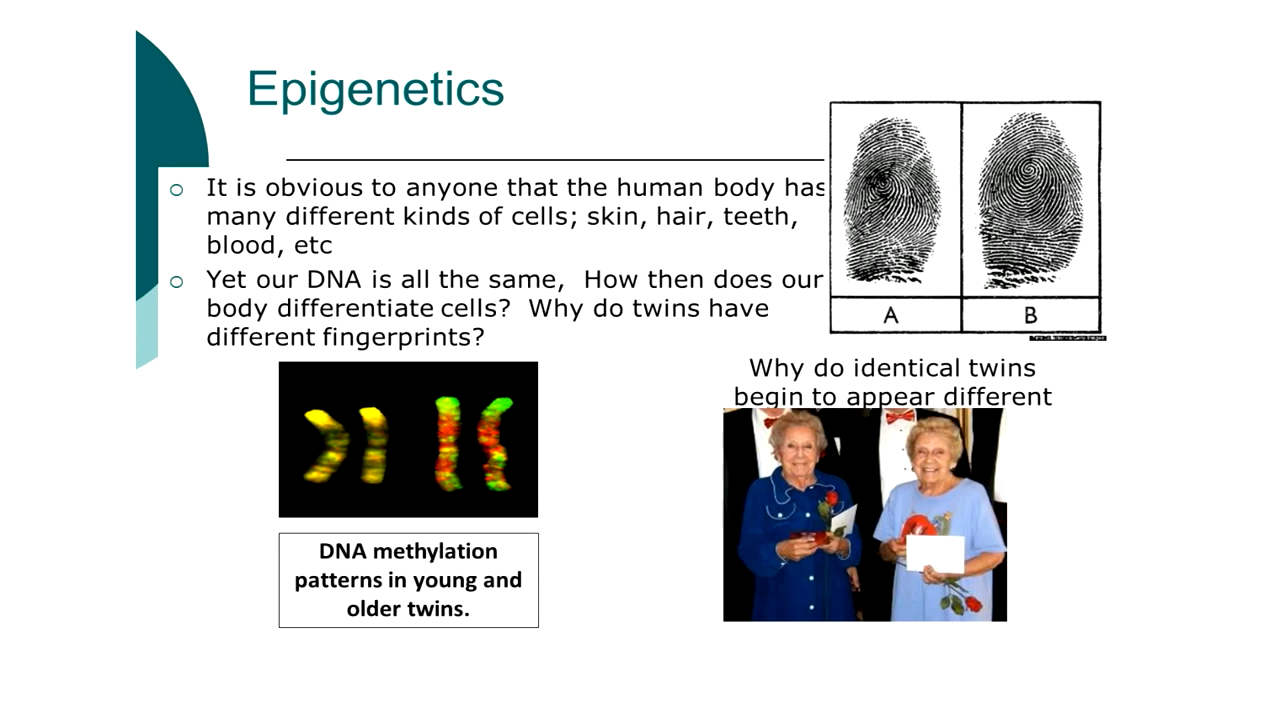 Epigenetics
It is obvious to anyone that the human body has
many different kinds of cells; skin, hair, teeth,
blood, etc
Yet our DNA is all the same,  How then does our
body differentiate cells?  Why do twins have
different fingerprints?
A
B
Why do identical twins
begin to appear different
DNA methylation
patterns in young and
older twins.